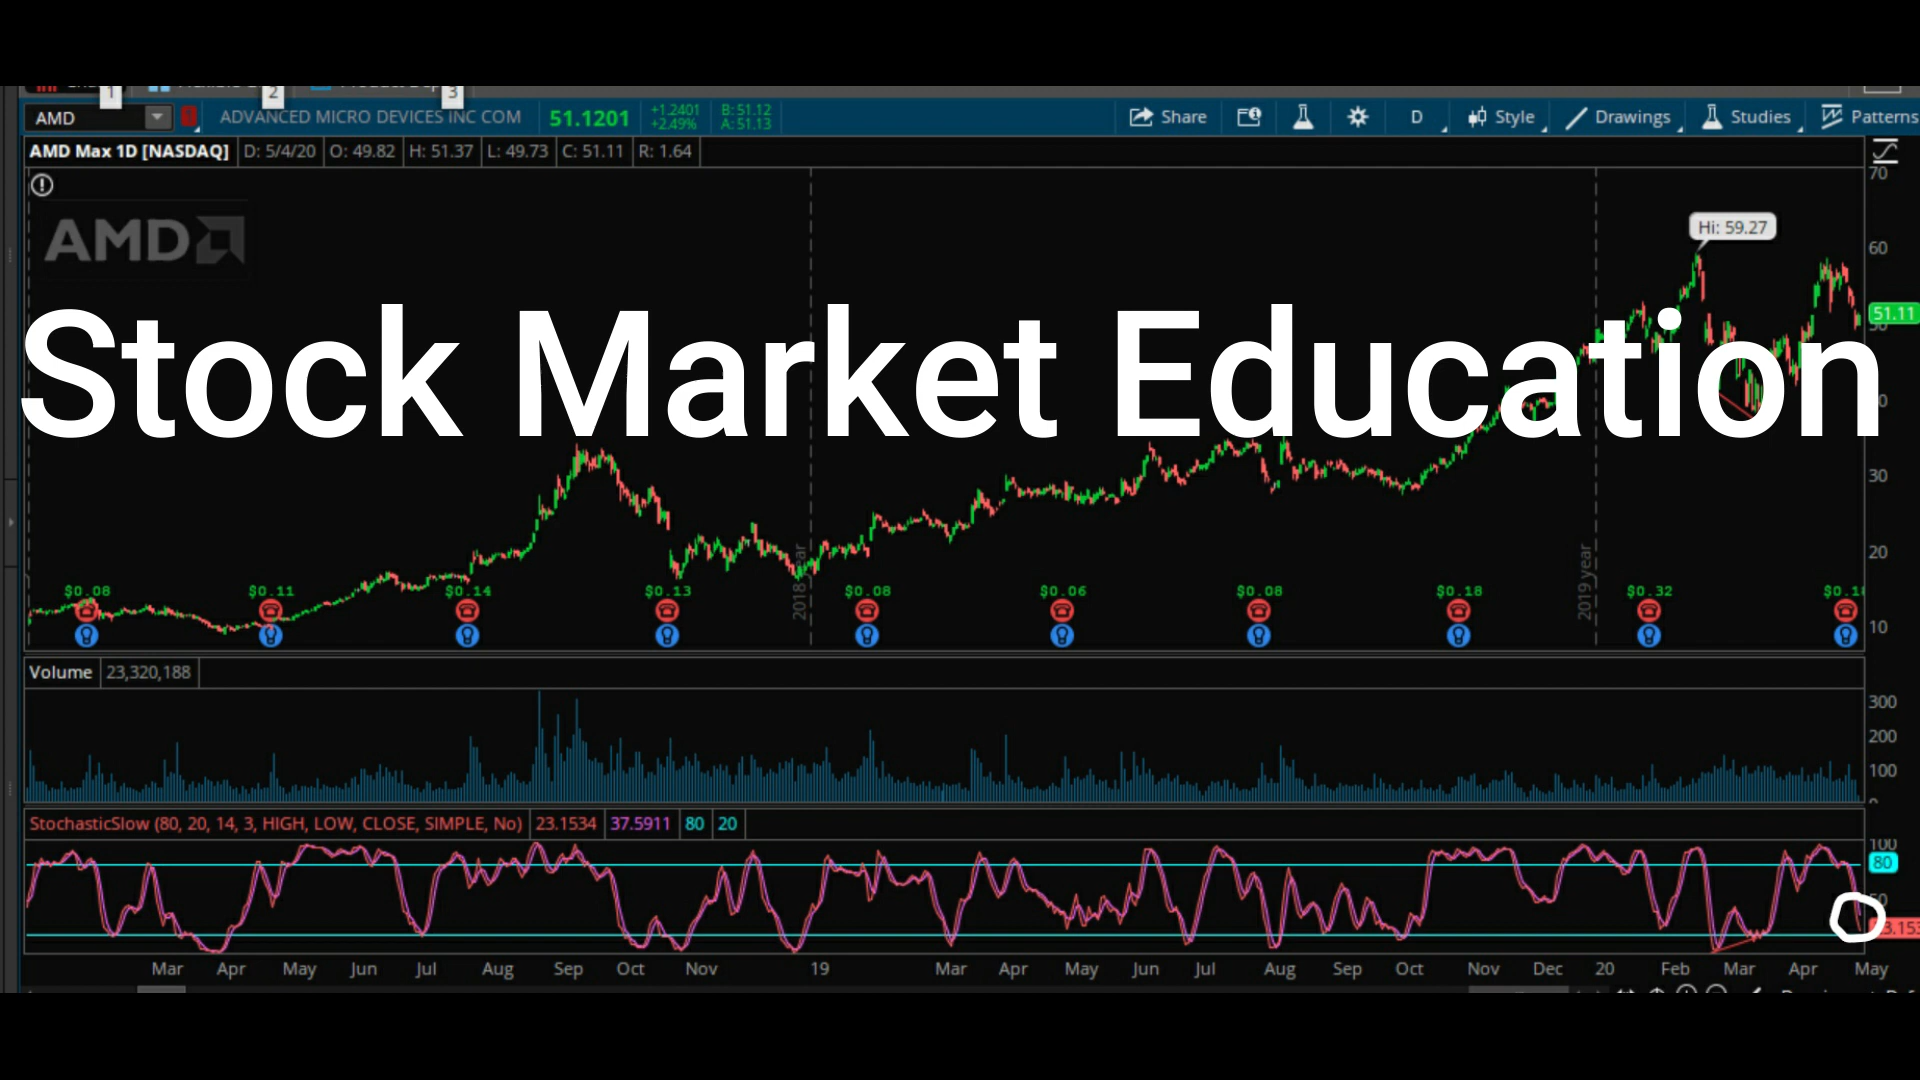 1 2 3
AMD ADVANCED MICRO DEVICES INC COM 51.1201 +1.2401 +2.49% B: 51.12 A: 51.13 Share D Style Drawings Studies Patterns
AMD Max 1D [NASDAQ] D: 5/4/20 O: 49.82 H: 51.37 L: 49.73 C: 51.11 R: 1.64
70
AMD
Hi: 59.27
60
51.11
Stock Market Education
30
20
2018 year
2019 year
$0.08 $0.11 $0.14 $0.13 $0.08 $0.06 $0.08 $0.18 $0.32
10
Volume 23,320,188
300
200
100
StochasticSlow (80, 20, 14, 3, HIGH, LOW, CLOSE, SIMPLE, No) 23.1534 37.5911 80 20
100
80
Mar Apr May Jun Jul Aug Sep Oct Nov 19 Mar Apr May Jun Jul Aug Sep Oct Nov Dec 20 Feb Mar Apr May